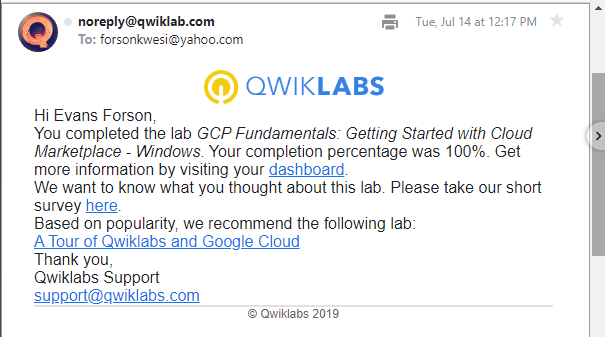 noreply@qwiklab.com
Tue, Jul 14 at 12:17 PM
To: forsonkwesi@yahoo.com
QWIKLABS
Hi Evans Forson,
You completed the lab GCP Fundamentals: Getting Started with Cloud
Marketplace - Windows. Your completion percentage was 100%. Get
more information by visiting your dashboard.
We want to know what you thought about this lab. Please take our short
survey here.
Based on popularity, we recommend the following lab:
A Tour of Qwiklabs and Google Cloud
Thank you,
Qwiklabs Support
support@qwiklabs.com
© Qwiklabs 2019